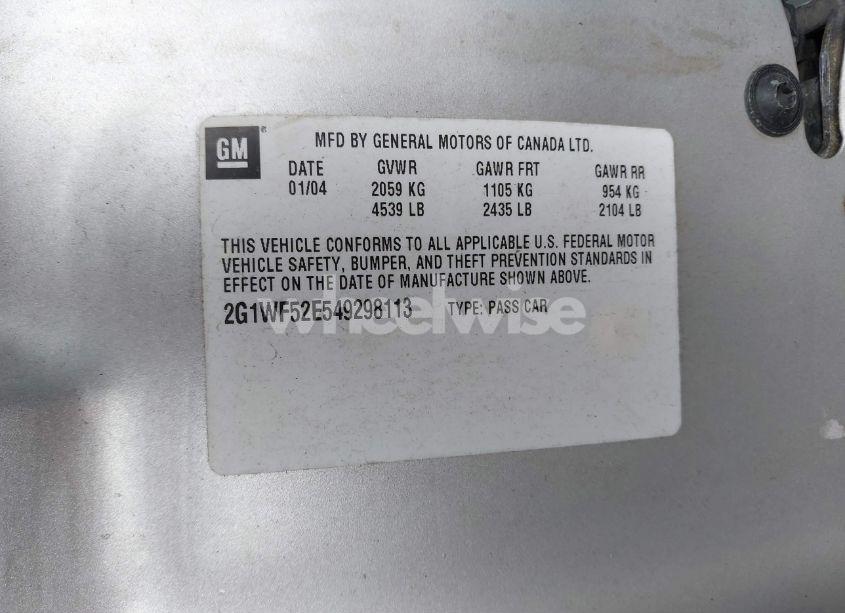 GM
MFD BY GENERAL MOTORS OF CANADA LTD.
DATE GVWR GAWR FRT GAWR RR
01/04 2059 KG 1105 KG 954 KG
4539 LB 2435 LB 2104 LB
THIS VEHICLE CONFORMS TO ALL APPLICABLE U.S. FEDERAL MOTOR
VEHICLE SAFETY, BUMPER, AND THEFT PREVENTION STANDARDS IN
EFFECT ON THE DATE OF MANUFACTURE SHOWN ABOVE.
2G1WF52E549298113 TYPE: PASS CAR
wheelwise